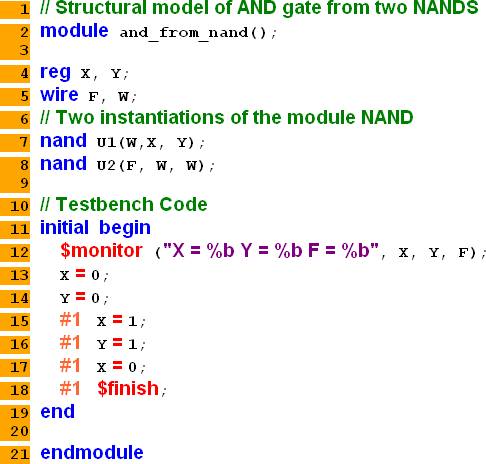 1 // Structural model of AND gate from two NANDS
2 module and_from_nand();
3
4 reg X, Y;
5 wire F, W;
6 // Two instantiations of the module NAND
7 nand U1(W,X, Y);
8 nand U2(F, W, W);
9
10 // Testbench Code
11 initial begin
12 $monitor ("X = %b Y = %b F = %b", X, Y, F);
13 X = 0;
14 Y = 0;
15 #1 X = 1;
16 #1 Y = 1;
17 #1 X = 0;
18 #1 $finish;
19 end
20
21 endmodule